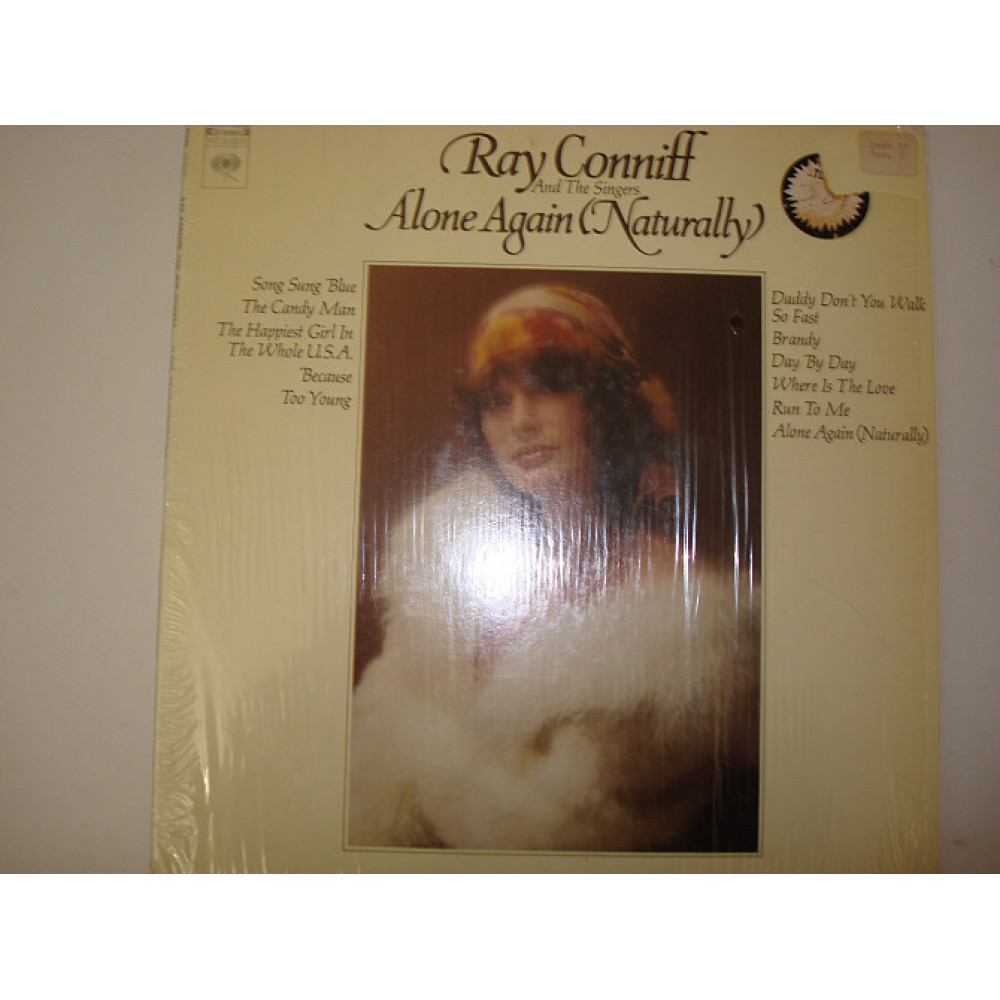 Ray Conniff
And The Singers
Alone Again (Naturally)
Song Sung Blue
The Candy Man
The Happiest Girl In
The Whole U.S.A.
Because
Too Young
Daddy Don't You Walk
So Fast
Brandy
Day By Day
Where Is The Love
Run To Me
Alone Again (Naturally)